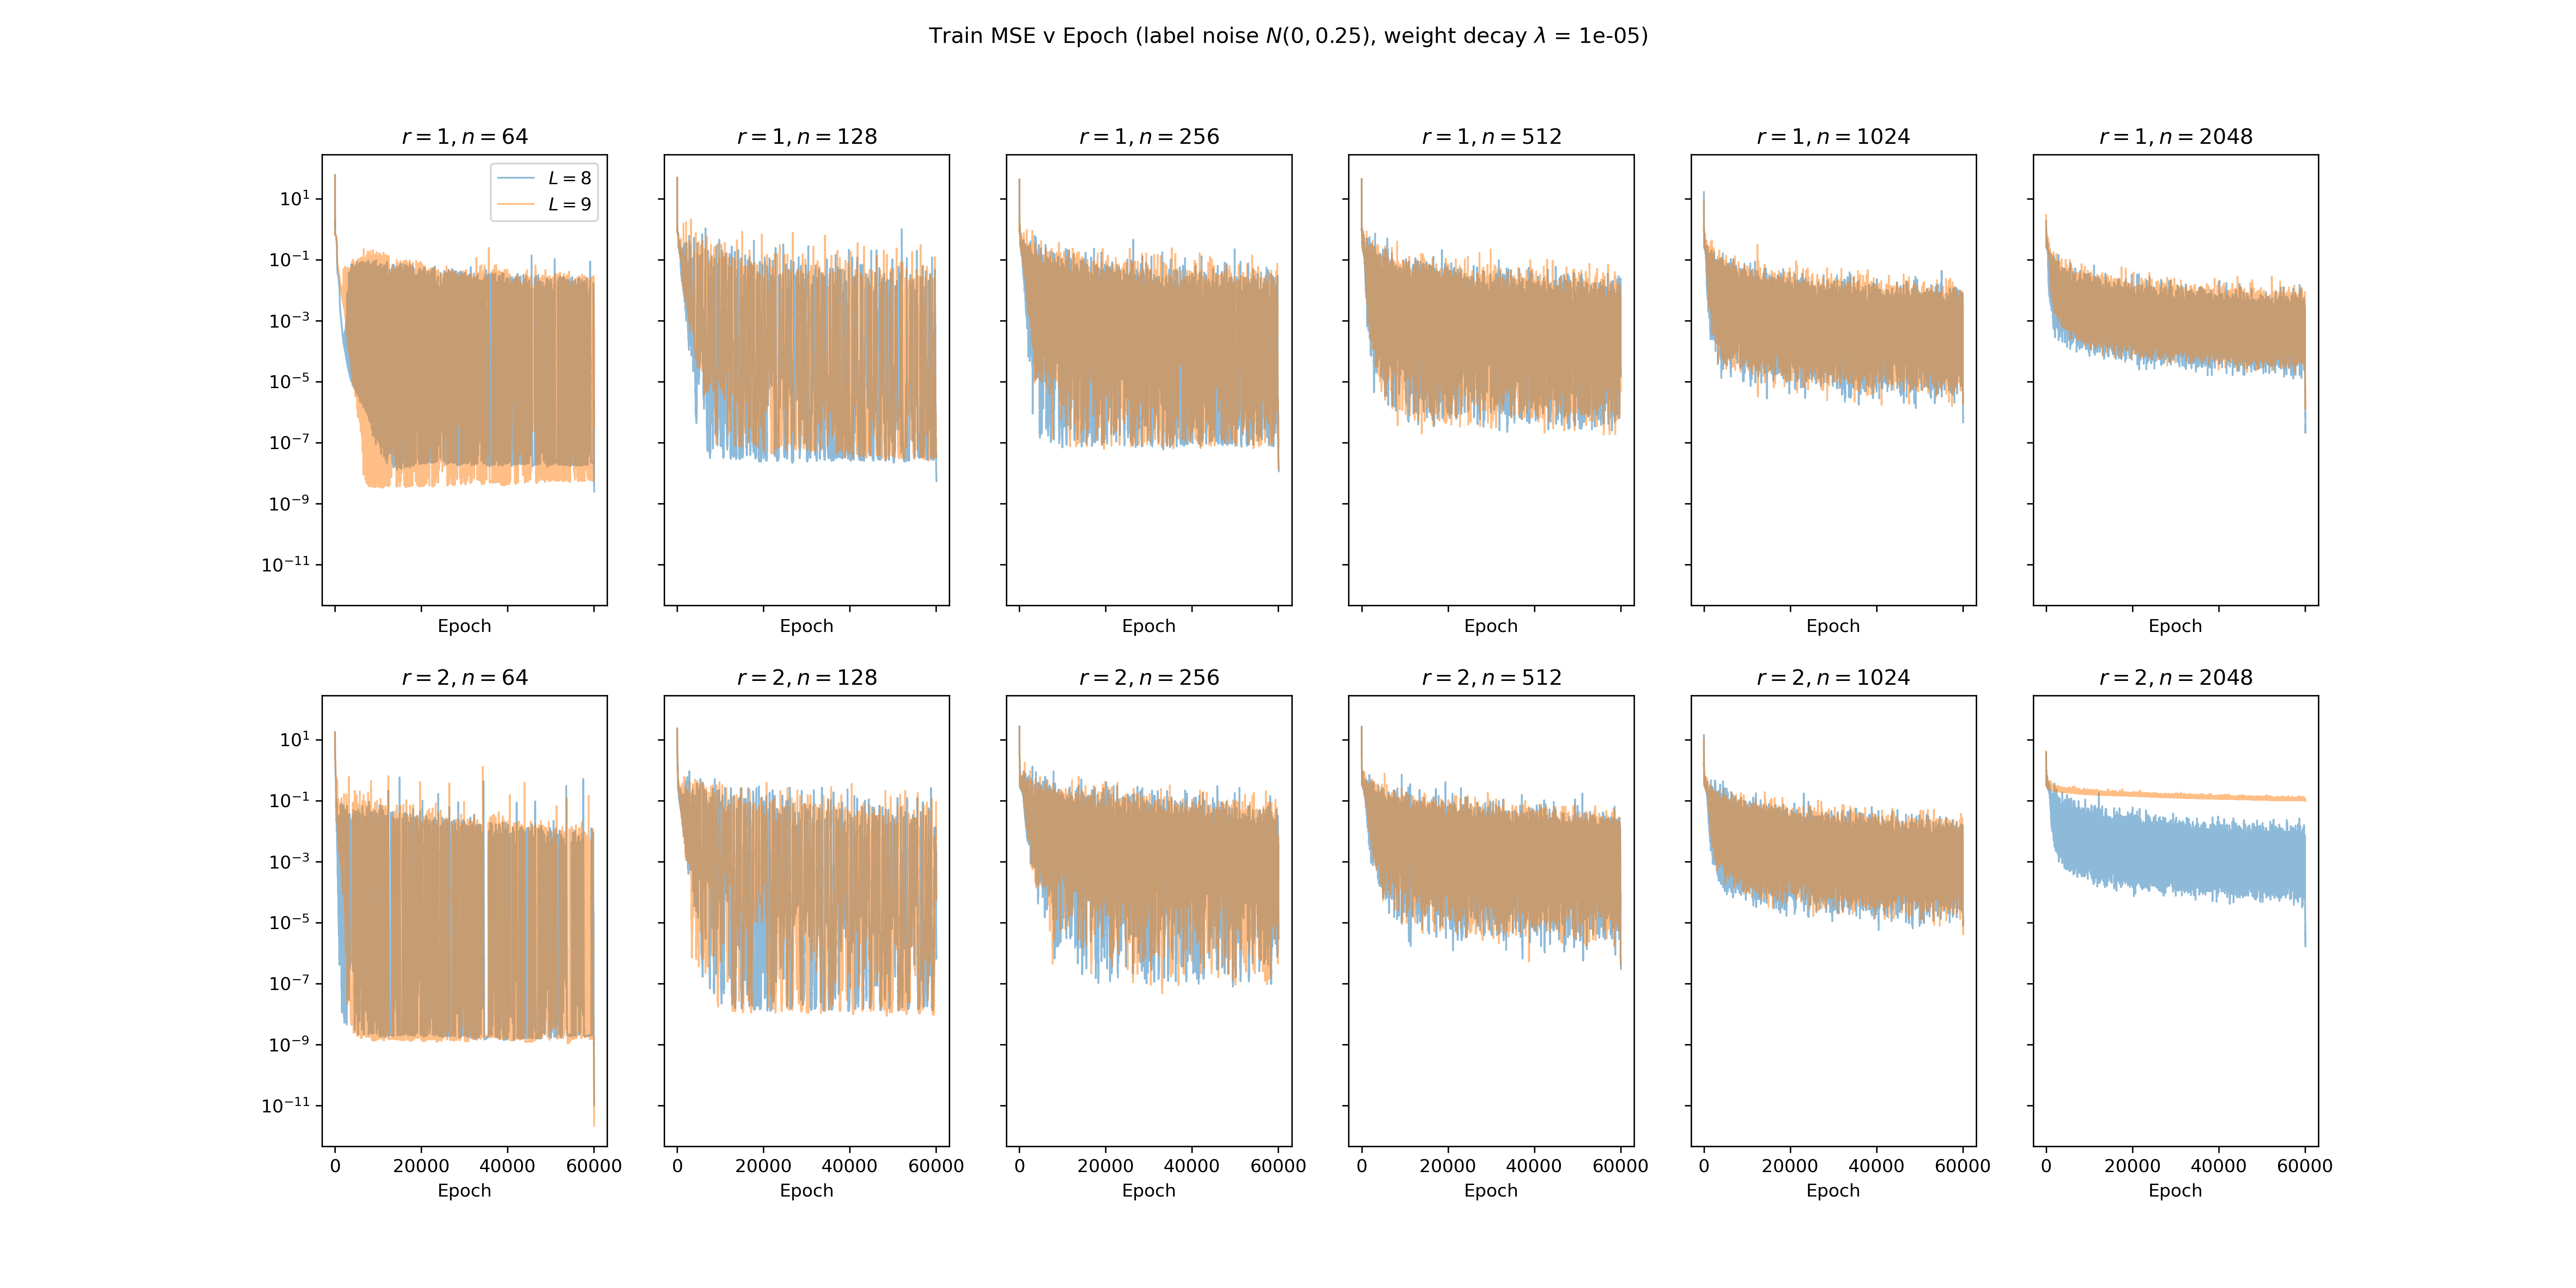 Train MSE v Epoch (label noise N(0, 0.25), weight decay λ = 1e-05)
r = 1, n = 64
r = 1, n = 128
r = 1, n = 256
r = 1, n = 512
r = 1, n = 1024
r = 1, n = 2048
L = 8
L = 9
10¹
10⁻¹
10⁻³
10⁻⁵
10⁻⁷
10⁻⁹
10⁻¹¹
Epoch
Epoch
Epoch
Epoch
Epoch
Epoch
r = 2, n = 64
r = 2, n = 128
r = 2, n = 256
r = 2, n = 512
r = 2, n = 1024
r = 2, n = 2048
10¹
10⁻¹
10⁻³
10⁻⁵
10⁻⁷
10⁻⁹
10⁻¹¹
0 20000 40000 60000
0 20000 40000 60000
0 20000 40000 60000
0 20000 40000 60000
0 20000 40000 60000
0 20000 40000 60000
Epoch
Epoch
Epoch
Epoch
Epoch
Epoch